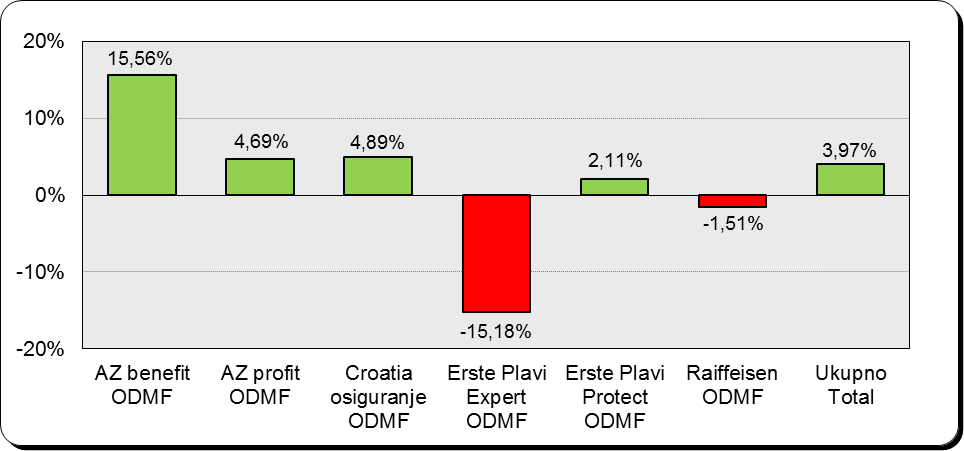 20%
15,56%
10%
4,69%
4,89%
2,11%
3,97%
0%
-1,51%
-10%
-15,18%
-20%
AZ benefit
ODMF
AZ profit
ODMF
Croatia
osiguranje
ODMF
Erste Plavi
Expert
ODMF
Erste Plavi
Protect
ODMF
Raiffeisen
ODMF
Ukupno
Total